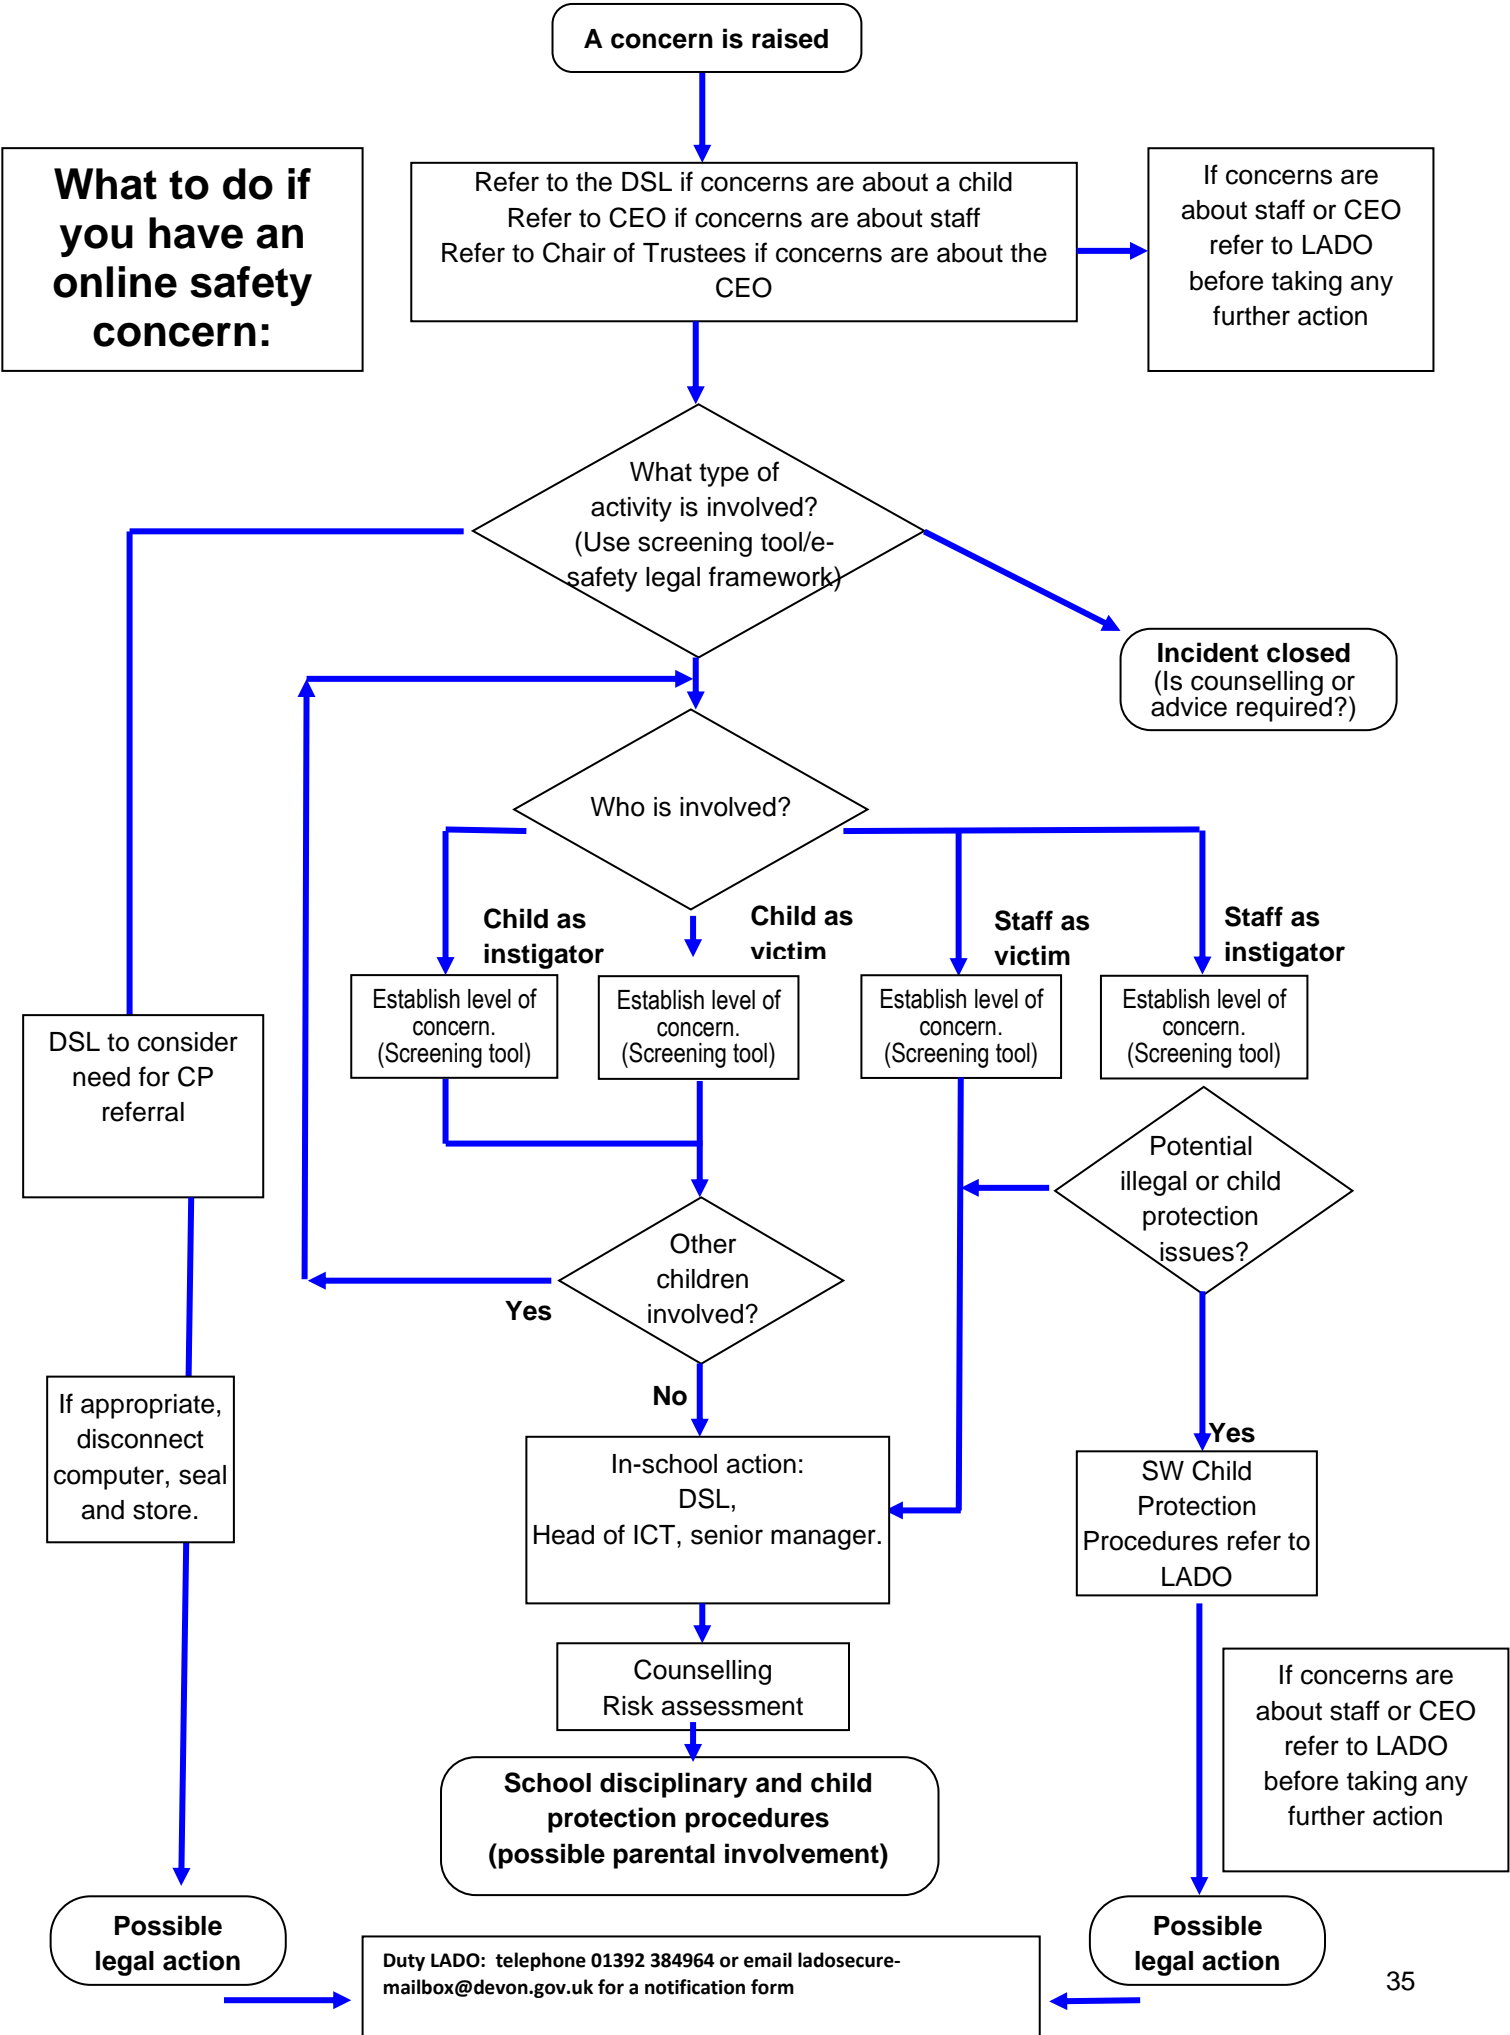 A concern is raised
What to do if
you have an
online safety
concern:
Refer to the DSL if concerns are about a child
Refer to CEO if concerns are about staff
Refer to Chair of Trustees if concerns are about the
CEO
If concerns are
about staff or CEO
refer to LADO
before taking any
further action
What type of
activity is involved?
(Use screening tool/e-
safety legal framework)
Incident closed
(Is counselling or
advice required?)
Who is involved?
Child as
instigator
Child as
victim
Staff as
victim
Staff as
instigator
Establish level of
concern.
(Screening tool)
Establish level of
concern.
(Screening tool)
Establish level of
concern.
(Screening tool)
Establish level of
concern.
(Screening tool)
DSL to consider
need for CP
referral
Potential
illegal or child
protection
issues?
Other
children
involved?
Yes
No
If appropriate,
disconnect
computer, seal
and store.
In-school action:
DSL,
Head of ICT, senior manager.
Yes
SW Child
Protection
Procedures refer to
LADO
Counselling
Risk assessment
If concerns are
about staff or CEO
refer to LADO
before taking any
further action
School disciplinary and child
protection procedures
(possible parental involvement)
Possible
legal action
Possible
legal action
Duty LADO: telephone 01392 384964 or email ladosecure-
mailbox@devon.gov.uk for a notification form
35